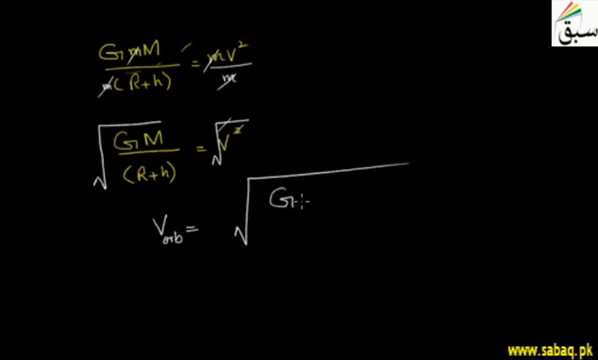 سبق
GmM / m(R+h) = mV² / m
√(GM / (R+h)) = √V²
V_orb = √G
www.sabaq.pk